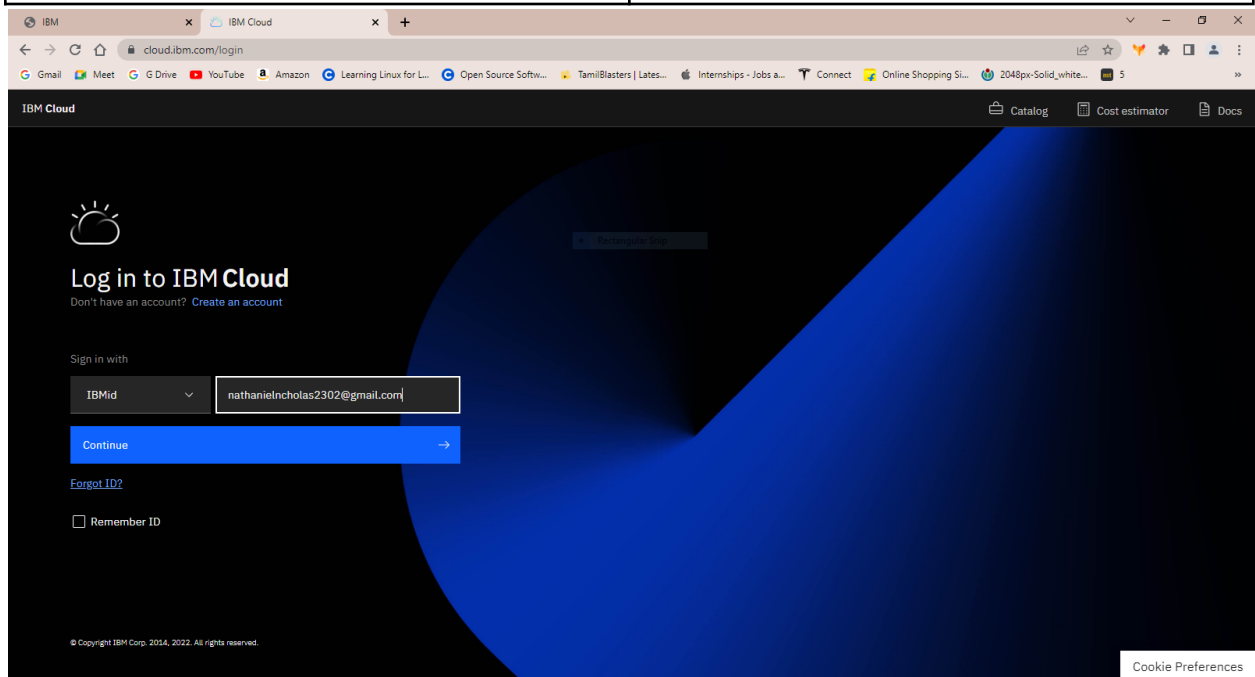 IBM
IBM Cloud
cloud.ibm.com/login
Gmail Meet G Drive YouTube Amazon Learning Linux for L... Open Source Softw... TamilBlasters | Lates... Internships - Jobs a... Connect Online Shopping Si... 2048px-Solid_white... 5 »
IBM Cloud Catalog Cost estimator Docs
Rectangular Snip
Log in to IBM Cloud
Don't have an account? Create an account
Sign in with
IBMid nathanielncholas2302@gmail.com
Continue
Forgot ID?
Remember ID
© Copyright IBM Corp. 2014, 2022. All rights reserved.
Cookie Preferences